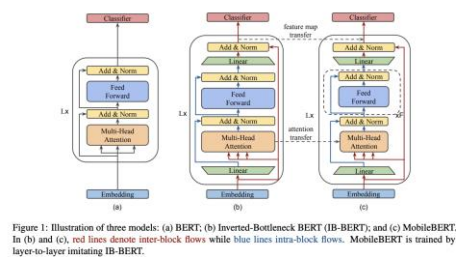 Classifier
Classifier
Classifier
feature map
transfer
Add & Norm
Add & Norm
Linear
Linear
Add & Norm
Add & Norm
Add & Norm
Feed
Forward
Feed
Forward
Feed
Forward
Lx
Lx
Lx
xF
Add & Norm
Add & Norm
Add & Norm
Multi-Head
Attention
Multi-Head
Attention
attention
transfer
Multi-Head
Attention
Linear
Linear
Embedding
Embedding
Embedding
(a)
(b)
(c)
Figure 1: Illustration of three models: (a) BERT; (b) Inverted-Bottleneck BERT (IB-BERT); and (c) MobileBERT.
In (b) and (c), red lines denote inter-block flows while blue lines intra-block flows. MobileBERT is trained by
layer-to-layer imitating IB-BERT.